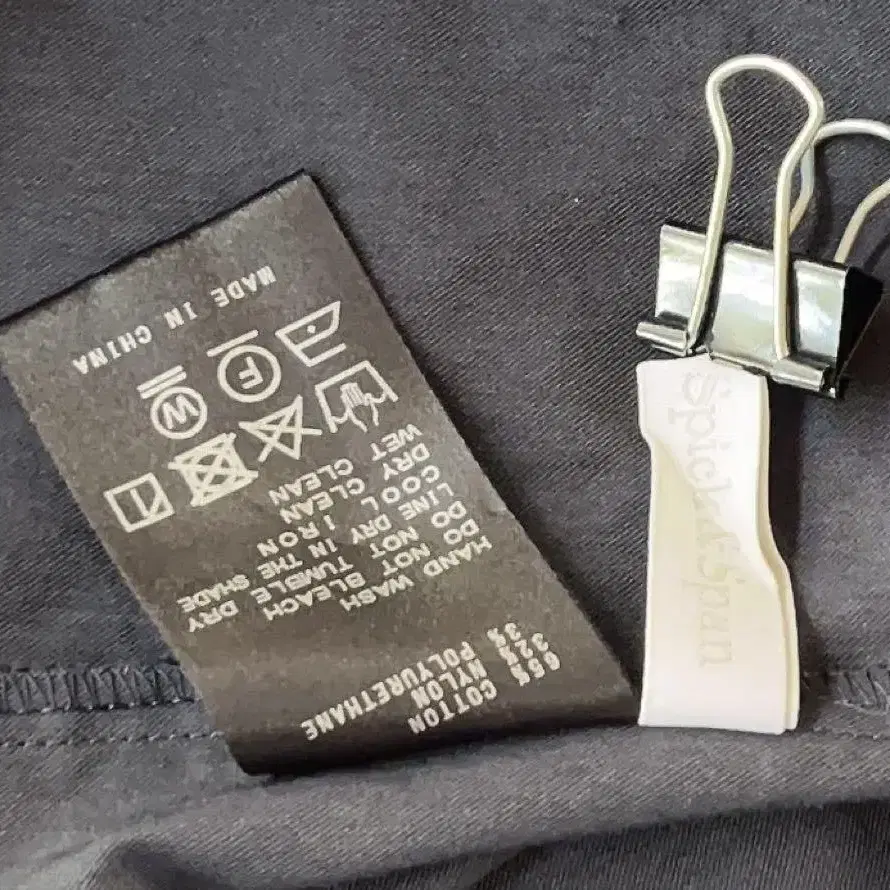 65% COTTON
32% NYLON
3% POLYURETHANE
HAND WASH
DO NOT BLEACH
DO NOT TUMBLE DRY
LINE DRY IN THE SHADE
COOL IRON
DRY CLEAN
WET CLEAN
F
W
MADE IN CHINA
Spick & Span